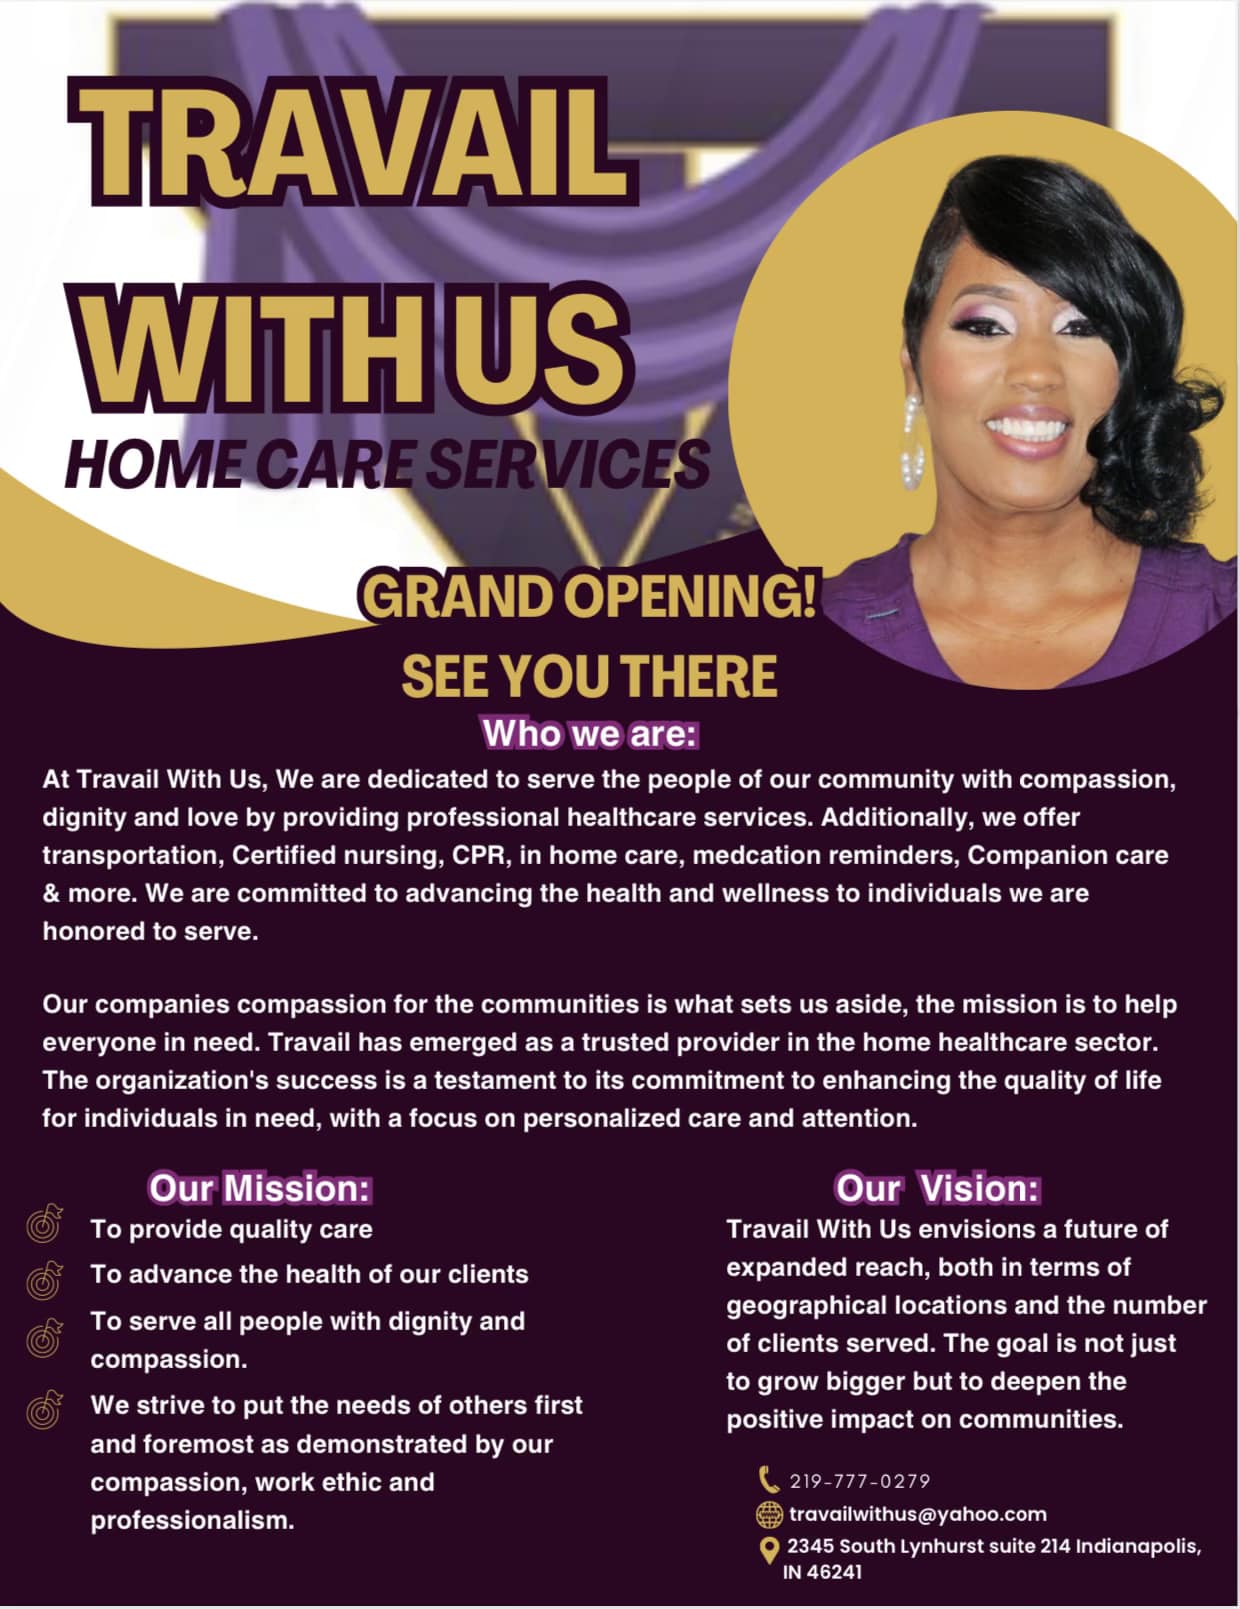 TRAVAIL
WITH US
HOME CARE SERVICES
GRAND OPENING!
SEE YOU THERE
Who we are:
At Travail With Us, We are dedicated to serve the people of our community with compassion,
dignity and love by providing professional healthcare services. Additionally, we offer
transportation, Certified nursing, CPR, in home care, medcation reminders, Companion care
& more. We are committed to advancing the health and wellness to individuals we are
honored to serve.
Our companies compassion for the communities is what sets us aside, the mission is to help
everyone in need. Travail has emerged as a trusted provider in the home healthcare sector.
The organization's success is a testament to its commitment to enhancing the quality of life
for individuals in need, with a focus on personalized care and attention.
Our Mission:
To provide quality care
To advance the health of our clients
To serve all people with dignity and
compassion.
We strive to put the needs of others first
and foremost as demonstrated by our
compassion, work ethic and
professionalism.
Our Vision:
Travail With Us envisions a future of
expanded reach, both in terms of
geographical locations and the number
of clients served. The goal is not just
to grow bigger but to deepen the
positive impact on communities.
219-777-0279
travailwithus@yahoo.com
2345 South Lynhurst suite 214 Indianapolis,
IN 46241